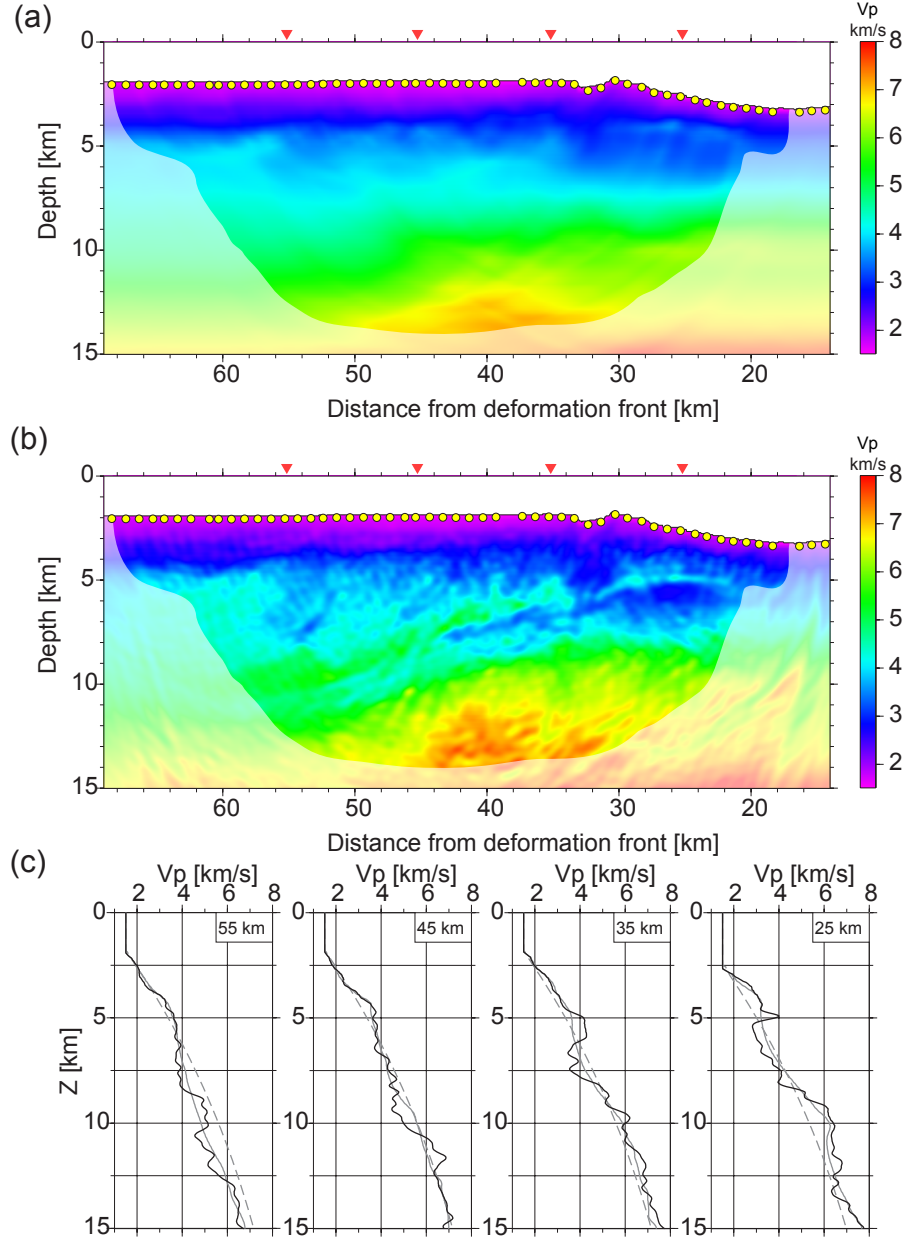 (a)
Vp
km/s
0
5
10
15
Depth [km]
8
7
6
5
4
3
2
60 50 40 30 20
Distance from deformation front [km]
(b)
Vp
km/s
0
5
10
15
Depth [km]
8
7
6
5
4
3
2
60 50 40 30 20
Distance from deformation front [km]
(c)
Vp [km/s] Vp [km/s] Vp [km/s] Vp [km/s]
2 4 6 8 2 4 6 8 2 4 6 8 2 4 6 8
0 0 0 0
55 km 45 km 35 km 25 km
5 5 5 5
Z [km]
10 10 10 10
15 15 15 15